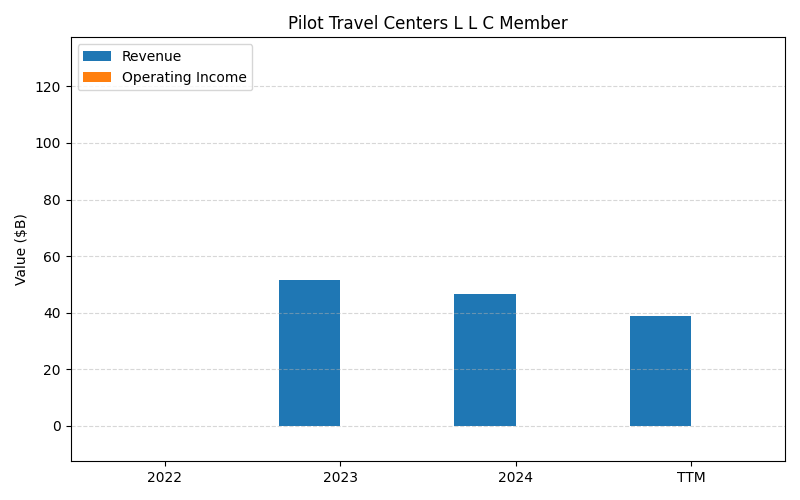 Pilot Travel Centers L L C Member
Revenue
Operating Income
Value ($B)
120
100
80
60
40
20
0
2022 2023 2024 TTM